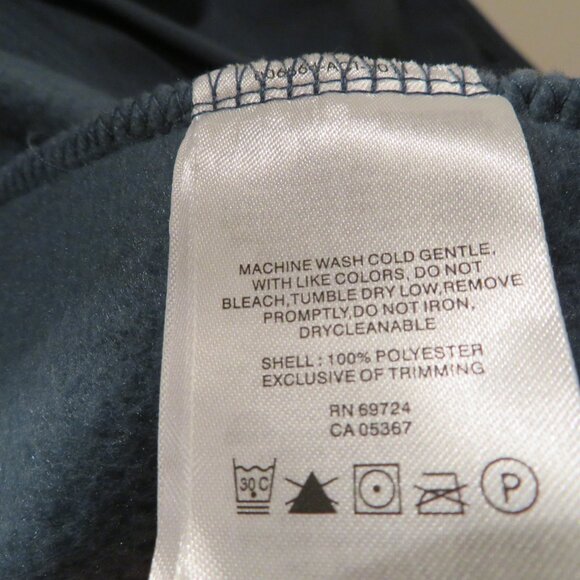 MACHINE WASH COLD GENTLE,
WITH LIKE COLORS, DO NOT
BLEACH,TUMBLE DRY LOW,REMOVE
PROMPTLY,DO NOT IRON,
DRYCLEANABLE
SHELL : 100% POLYESTER
EXCLUSIVE OF TRIMMING
RN 69724
CA 05367
30 C P